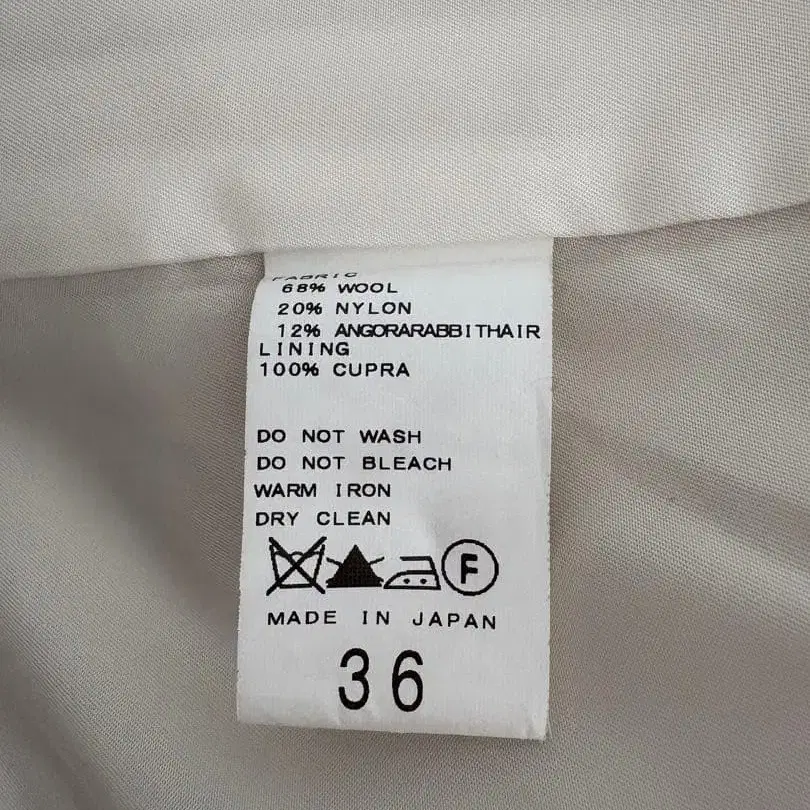 FABRIC
68% WOOL
20% NYLON
12% ANGORARABBITHAIR
LINING
100% CUPRA
DO NOT WASH
DO NOT BLEACH
WARM IRON
DRY CLEAN
F
MADE IN JAPAN
36